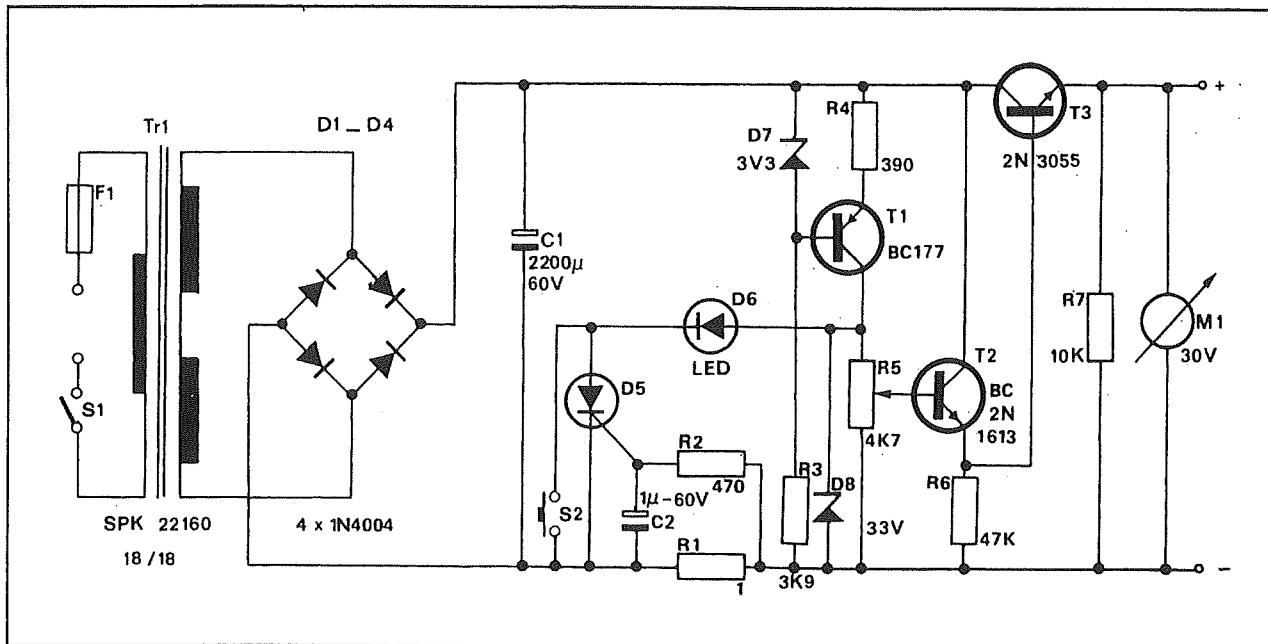 Tr1
D1 _ D4
F1
S1
SPK 22160
18 / 18
4 x 1N4004
C1
2200µ
60V
D7
3V3
R4
390
T1
BC177
T3
2N 3055
D6
LED
D5
R2
470
1µ-60V
C2
S2
R1
1
R3
3K9
D8
33V
R5
4K7
T2
BC
2N
1613
R6
47K
R7
10K
M1
30V
+
-